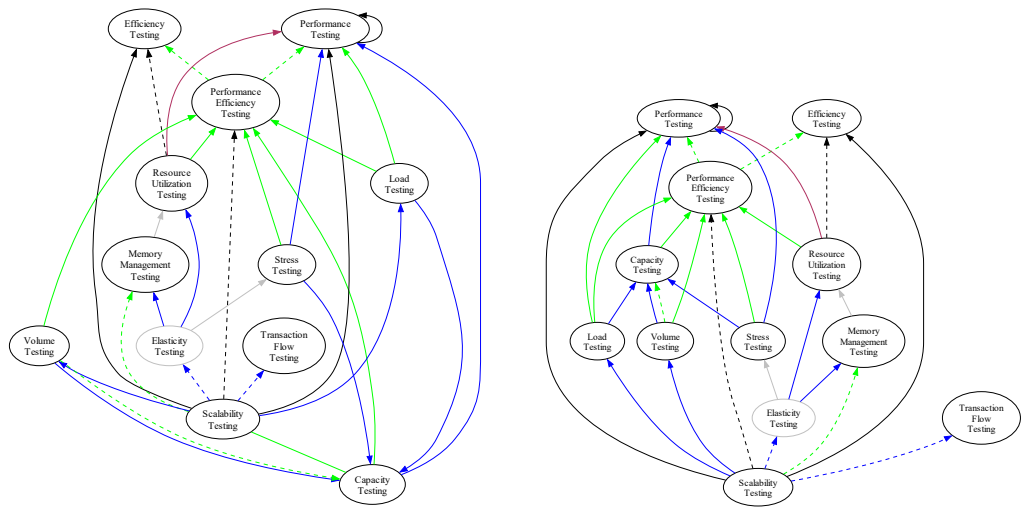 Efficiency
Testing
Performance
Testing
Performance
Efficiency
Testing
Resource
Utilization
Testing
Load
Testing
Memory
Management
Testing
Stress
Testing
Volume
Testing
Elasticity
Testing
Transaction
Flow
Testing
Scalability
Testing
Capacity
Testing
Performance
Testing
Efficiency
Testing
Performance
Efficiency
Testing
Capacity
Testing
Resource
Utilization
Testing
Load
Testing
Volume
Testing
Stress
Testing
Memory
Management
Testing
Elasticity
Testing
Transaction
Flow
Testing
Scalability
Testing